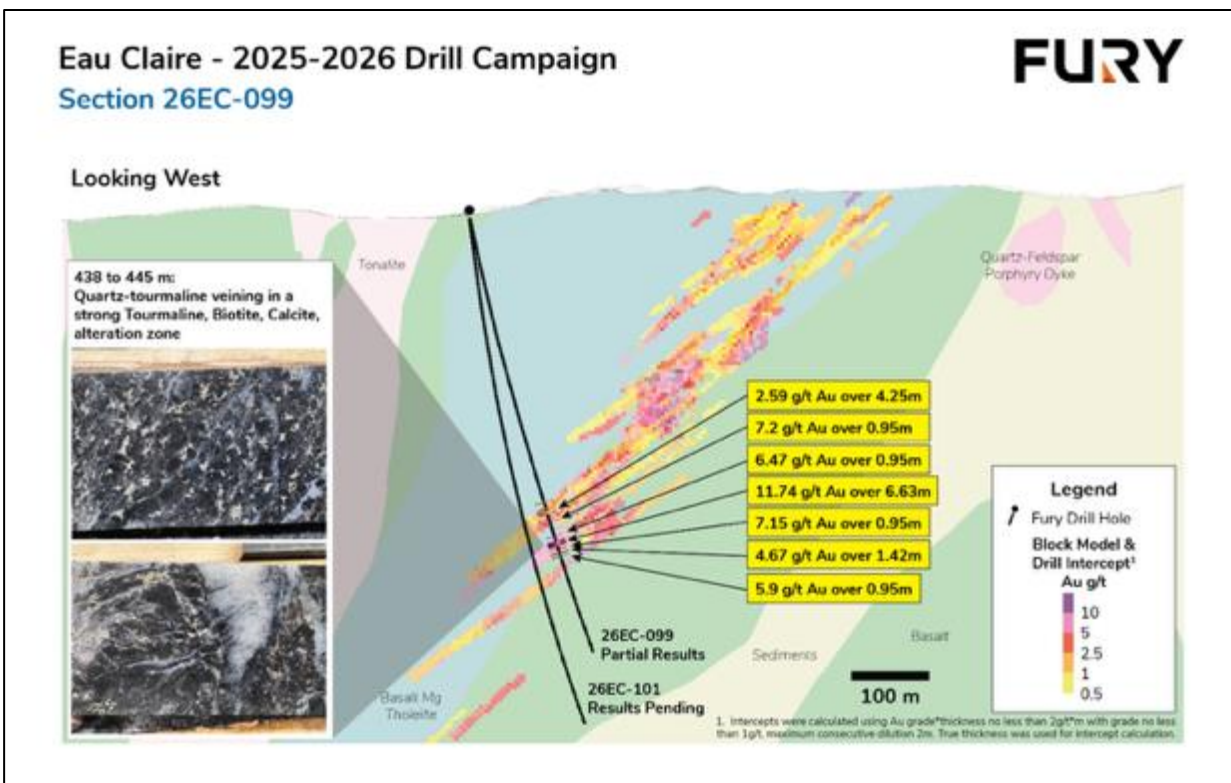 Eau Claire - 2025-2026 Drill Campaign
Section 26EC-099
FURY
Looking West
438 to 445 m:
Quartz-tourmaline veining in a
strong Tourmaline, Biotite, Calcite,
alteration zone
Tonalite
Quartz-Feldspar
Porphyry Dyke
2.59 g/t Au over 4.25m
7.2 g/t Au over 0.95m
6.47 g/t Au over 0.95m
11.74 g/t Au over 6.63m
7.15 g/t Au over 0.95m
4.67 g/t Au over 1.42m
5.9 g/t Au over 0.95m
Legend
Fury Drill Hole
Block Model &
Drill Intercept¹
Au g/t
10
5
2.5
1
0.5
26EC-099
Partial Results
26EC-101
Results Pending
Sediments
Basalt
Basalt Mg
Tholeiite
100 m
1. Intercepts were calculated using Au grade*thickness no less than 2g/t*m with grade no less
than 1g/t, maximum consecutive dilution 2m. True thickness was used for intercept calculation.